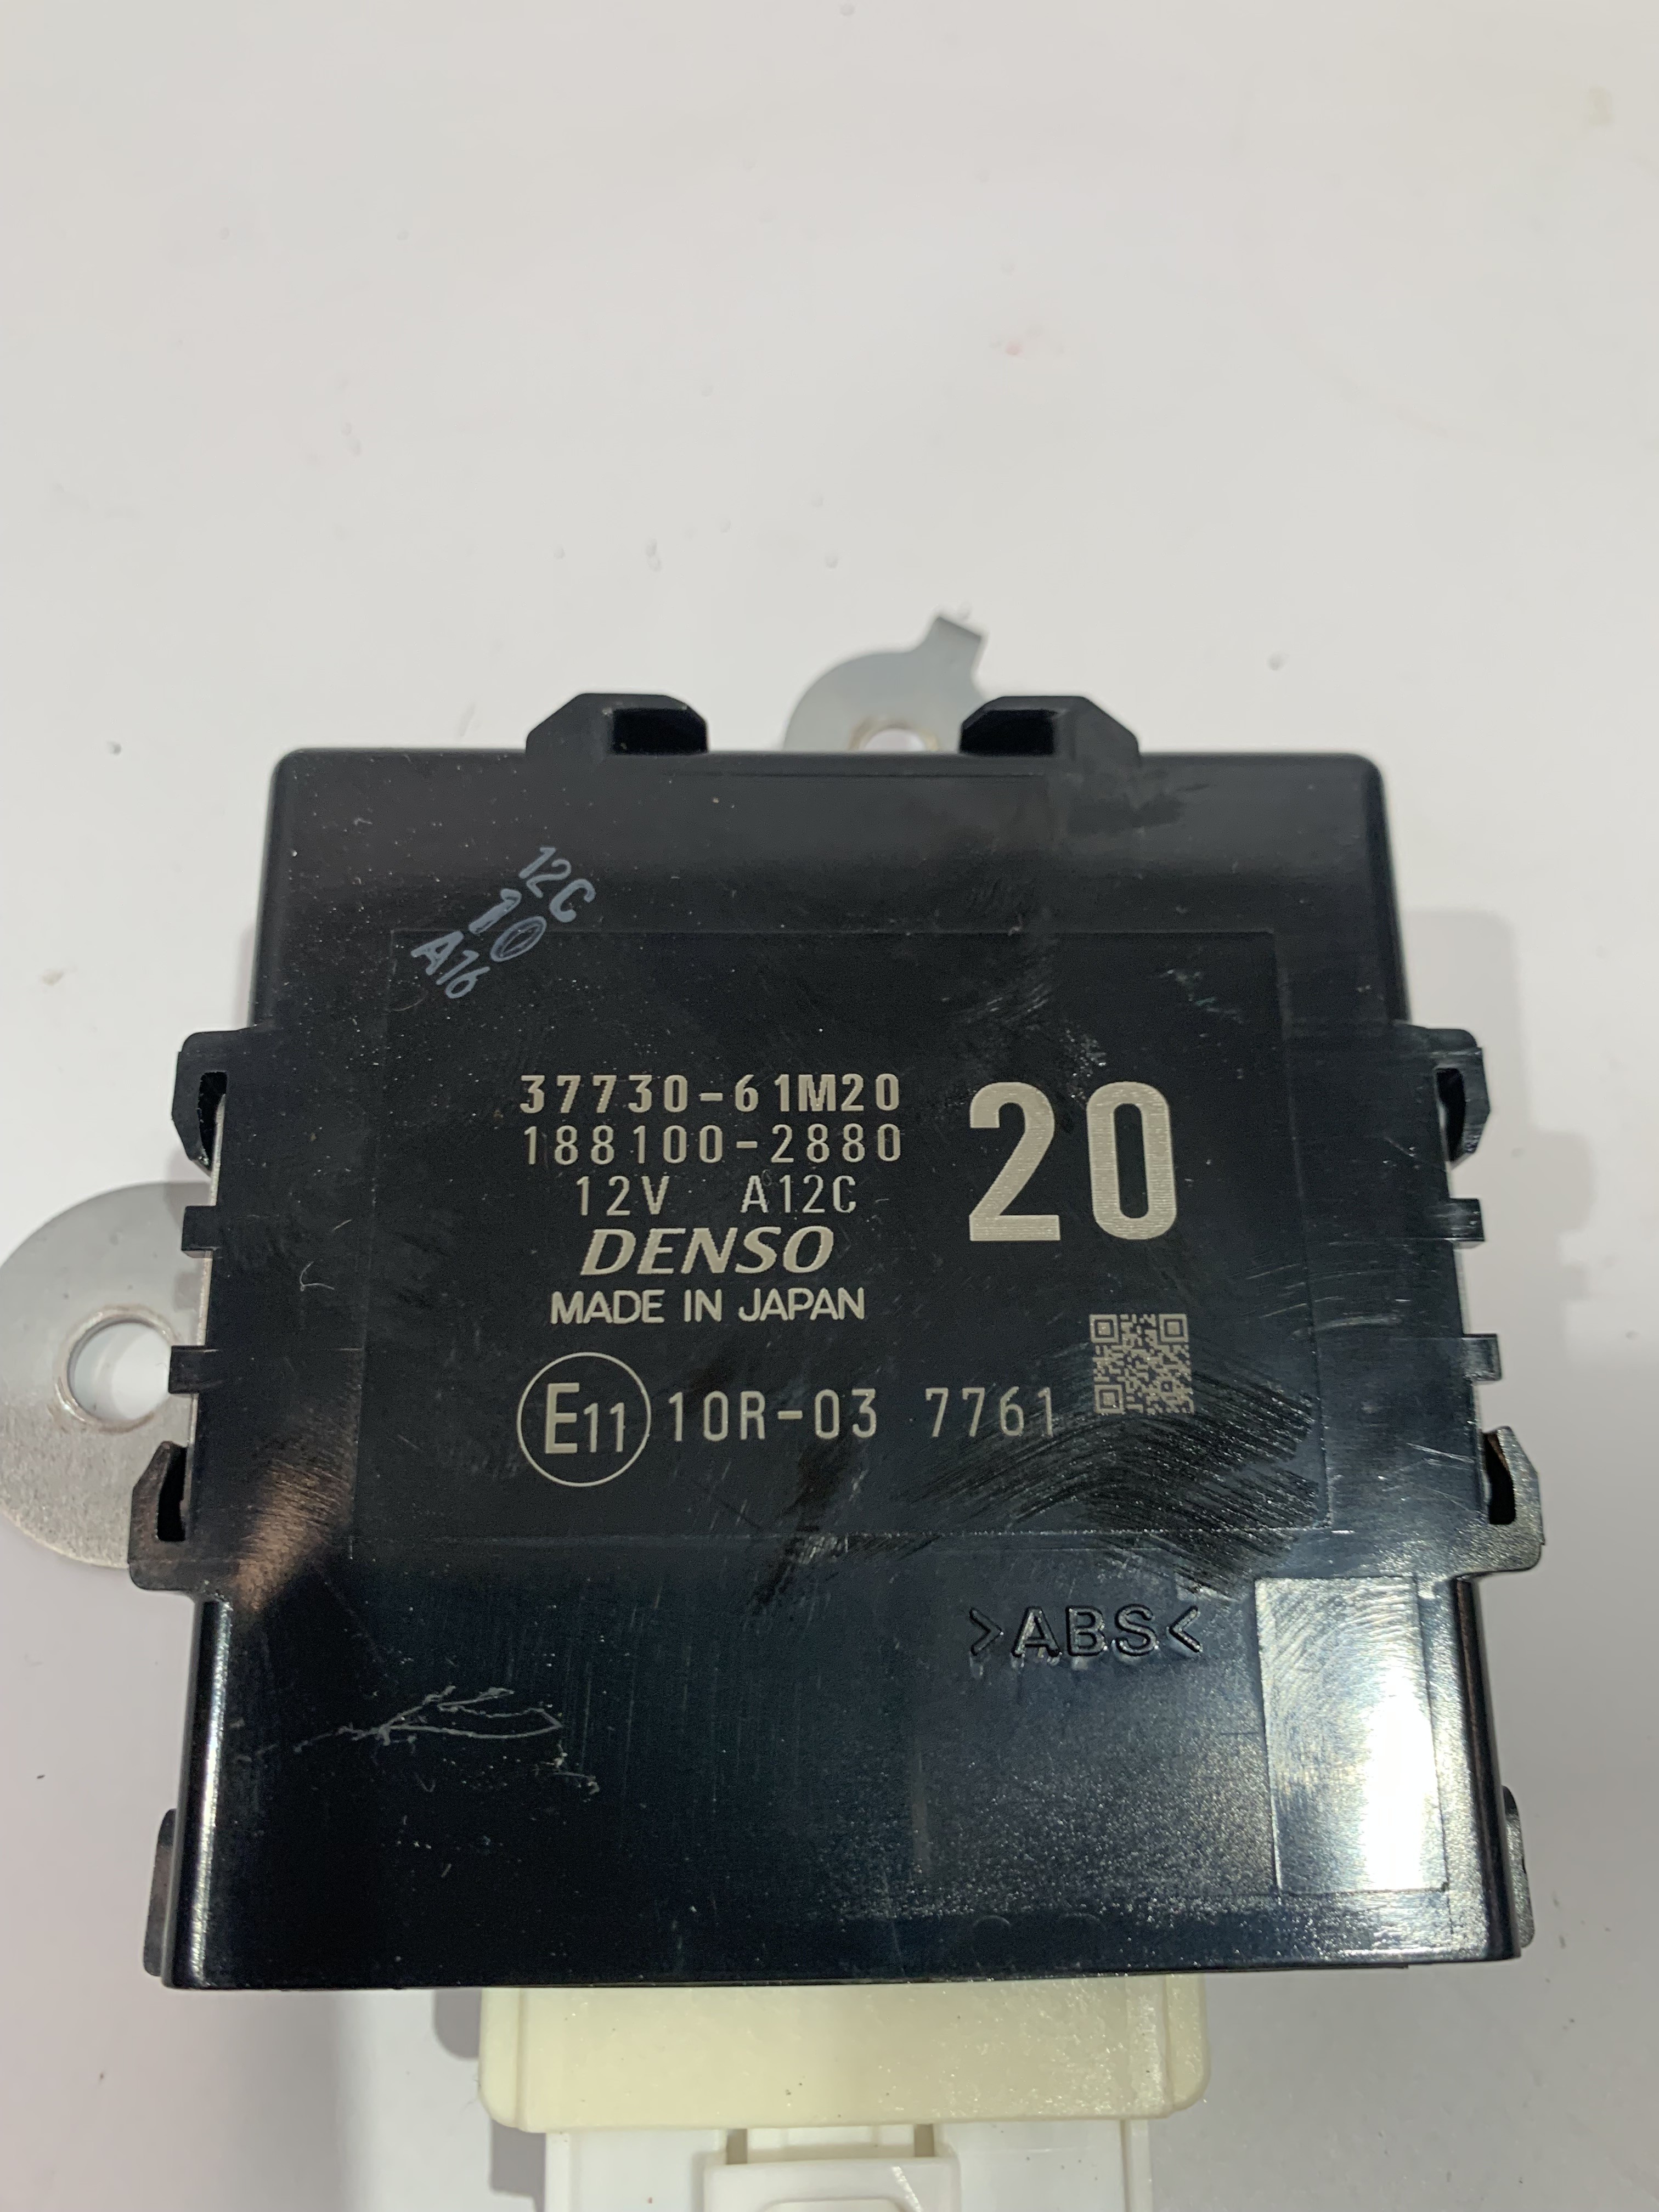 12C
10
A16
37730-61M20
20
188100-2880
12V A12C
DENSO
MADE IN JAPAN
E11 10R-03 7761
>ABS<